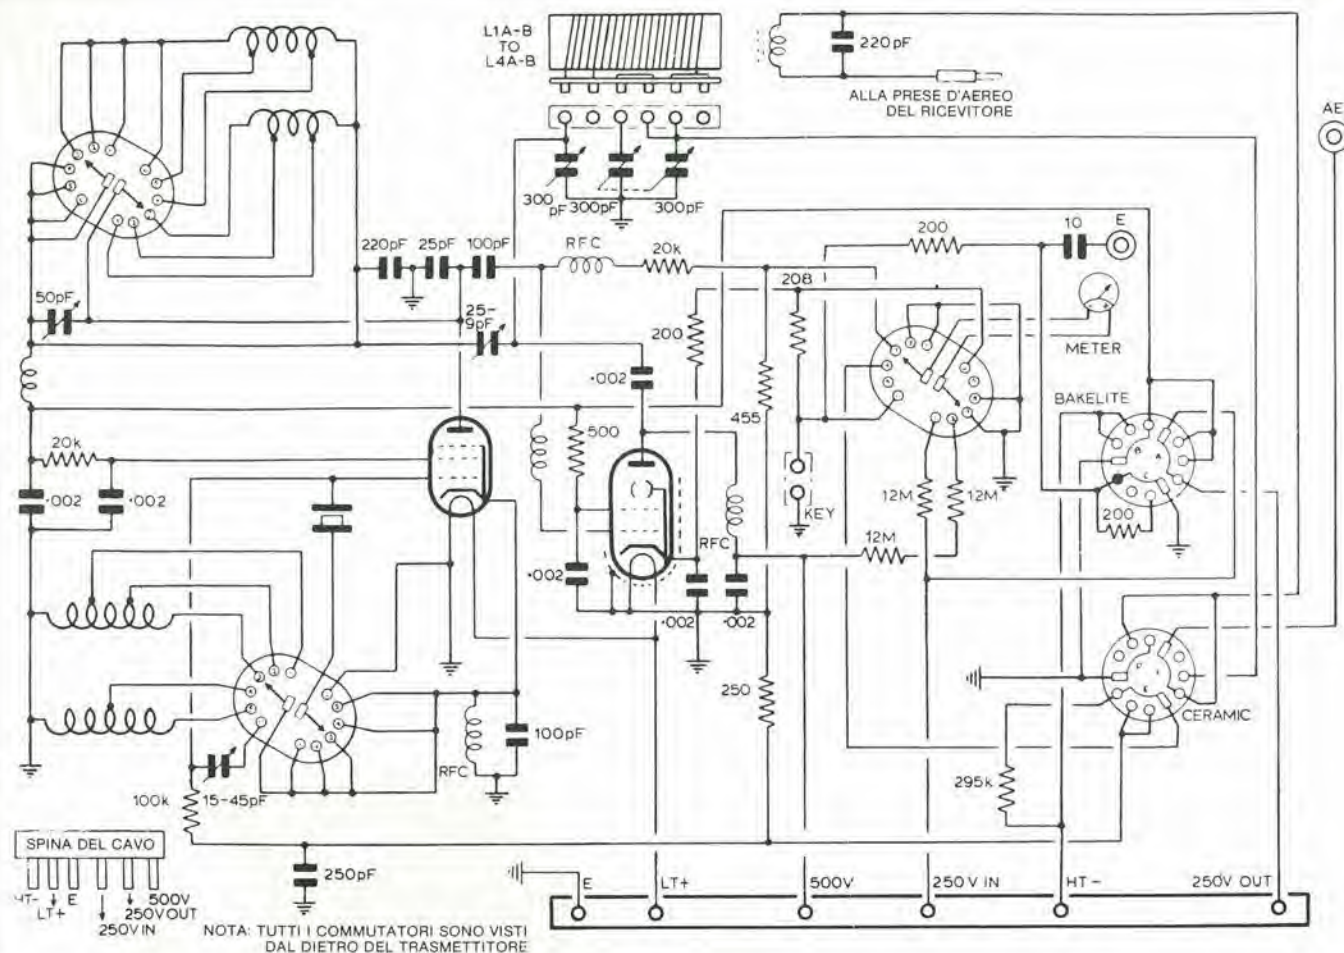 L1A-B
TO
L4A-B
220pF
ALLA PRESE D'AEREO
DEL RICEVITORE
AE
300
pF
300pF
300pF
220pF
25pF
100pF
RFC
20k
200
10
E
50pF
25-
9pF
208
200
METER
.002
455
BAKELITE
20k
500
.002
.002
KEY
12M
12M
200
RFC
12M
.002
.002
.002
250
CERAMIC
100pF
RFC
295k
100k
15-45pF
SPINA DEL CAVO
HT-
LT+
E
250V IN
250V OUT
500V
250pF
E
LT+
500V
250V IN
HT-
250V OUT
NOTA: TUTTI I COMMUTATORI SONO VISTI
DAL DIETRO DEL TRASMETTITORE